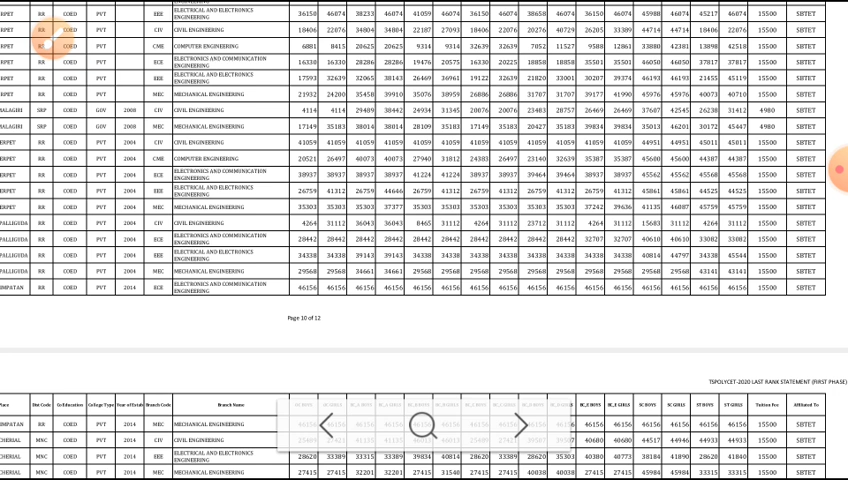 ENGINEERING
RPET RR COED PVT EEE ELECTRICAL AND ELECTRONICS ENGINEERING 36150 46074 38233 46074 41059 46074 36150 46074 38658 46074 36150 46074 45988 46074 45217 46074 15500 SBTET
RPET RR COED PVT CIV CIVIL ENGINEERING 18406 22076 34804 34804 22187 27093 18406 22076 20276 40729 26205 33389 44714 44714 18406 22076 15500 SBTET
RPET COED PVT CME COMPUTER ENGINEERING 6881 8415 20625 20625 9314 9314 32639 32639 7052 11527 9588 12861 33880 42381 13898 42518 15500 SBTET
RPET RR COED PVT ECE ELECTRONICS AND COMMUNICATION ENGINEERING 16330 16330 28286 28286 19476 20575 16330 20225 18858 18858 35501 35501 46050 46050 37817 37817 15500 SBTET
RPET RR COED PVT EEE ELECTRICAL AND ELECTRONICS ENGINEERING 17593 32639 32065 38143 26469 36961 19122 32639 21820 33001 30207 39374 46193 46193 21455 45119 15500 SBTET
RPET RR COED PVT MEC MECHANICAL ENGINEERING 21932 24200 35458 39910 35076 38959 26886 26886 31707 31707 39177 41990 45976 45976 40073 40710 15500 SBTET
MALAGIRI SRP COED GOV 2008 CIV CIVIL ENGINEERING 4114 4114 29489 38442 24934 31345 20076 20076 23483 28757 26469 26469 37607 42545 26238 31412 4980 SBTET
MALAGIRI SRP COED GOV 2008 MEC MECHANICAL ENGINEERING 17149 35183 38014 38014 28109 35183 17149 35183 20427 35183 39834 39834 35013 46201 30172 45447 4980 SBTET
ERPET RR COED PVT 2004 CIV CIVIL ENGINEERING 41059 41059 41059 41059 41059 41059 41059 41059 41059 41059 41059 41059 44951 44951 45011 45011 15500 SBTET
ERPET RR COED PVT 2004 CME COMPUTER ENGINEERING 20521 26497 40073 40073 27940 31812 24383 26497 23140 32639 35387 35387 45600 45600 44387 44387 15500 SBTET
ERPET RR COED PVT 2004 ECE ELECTRONICS AND COMMUNICATION ENGINEERING 38937 38937 38937 38937 41224 41224 38937 38937 39464 39464 38937 38937 45562 45562 45568 45568 15500 SBTET
ERPET RR COED PVT 2004 EEE ELECTRICAL AND ELECTRONICS ENGINEERING 26759 41312 26759 44646 26759 41312 26759 41312 26759 41312 26759 41312 45861 45861 44525 44525 15500 SBTET
ERPET RR COED PVT 2004 MEC MECHANICAL ENGINEERING 35303 35303 35303 37377 35303 35303 35303 35303 35303 35303 37242 39636 41135 46087 45759 45759 15500 SBTET
PALLIGUDA RR COED PVT 2004 CIV CIVIL ENGINEERING 4264 31112 36043 36043 8465 31112 4264 31112 23712 31112 4264 31112 15683 31112 4264 31112 15500 SBTET
PALLIGUDA RR COED PVT 2004 ECE ELECTRONICS AND COMMUNICATION ENGINEERING 28442 28442 28442 28442 28442 28442 28442 28442 28442 28442 32707 32707 40610 40610 33082 33082 15500 SBTET
PALLIGUDA RR COED PVT 2004 EEE ELECTRICAL AND ELECTRONICS ENGINEERING 34338 34338 39143 39143 34338 34338 34338 34338 34338 34338 34338 34338 40814 44797 34338 45544 15500 SBTET
PALLIGUDA RR COED PVT 2004 MEC MECHANICAL ENGINEERING 29568 29568 34661 34661 29568 29568 29568 29568 29568 29568 29568 29568 29568 29568 43141 43141 15500 SBTET
IMPATAN RR COED PVT 2014 ECE ELECTRONICS AND COMMUNICATION ENGINEERING 46156 46156 46156 46156 46156 46156 46156 46156 46156 46156 46156 46156 46156 46156 46156 46156 15500 SBTET
Page 10 of 12
TSPOLYCET-2020 LAST RANK STATEMENT (FIRST PHASE)
Place Dist Code Co Education College Type Year of Estab Branch Code Branch Name BC_E BOYS BC_E GIRLS SC BOYS SC GIRLS ST BOYS ST GIRLS Tuition Fee Affiliated To
IMPATAN RR COED PVT 2014 MEC MECHANICAL ENGINEERING 46156 46156 46156 46156 46156 46156 15500 SBTET
CHERIAL MNC COED PVT 2014 CIV CIVIL ENGINEERING 40680 40680 44517 44946 44933 44933 15500 SBTET
CHERIAL MNC COED PVT 2014 EEE ELECTRICAL AND ELECTRONICS ENGINEERING 28620 33389 33315 33389 39834 40814 28620 33389 28620 35303 40380 40773 38184 41890 28620 41840 15500 SBTET
CHERIAL MNC COED PVT 2014 MEC MECHANICAL ENGINEERING 27415 27415 32201 32201 27415 31540 27415 27415 40038 40038 27415 27415 45984 45984 33315 33315 15500 SBTET